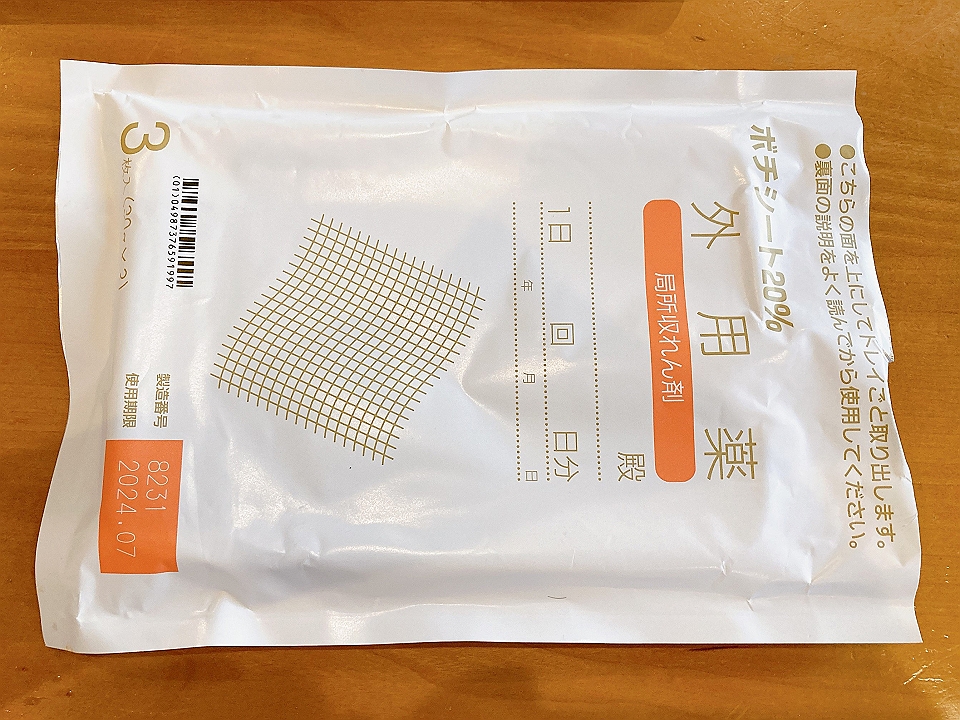 ●こちらの面を上にしてトレイごと取り出します。
●裏面の説明をよく読んでから使用してください。
ボチシート20%
外用薬
局所収れん剤
殿
1日 回 日分
年 月 日
(01)04987376591997
製造番号 8231
使用期限 2024.07